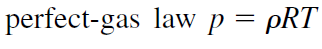 perfect-gas law p = ρRT